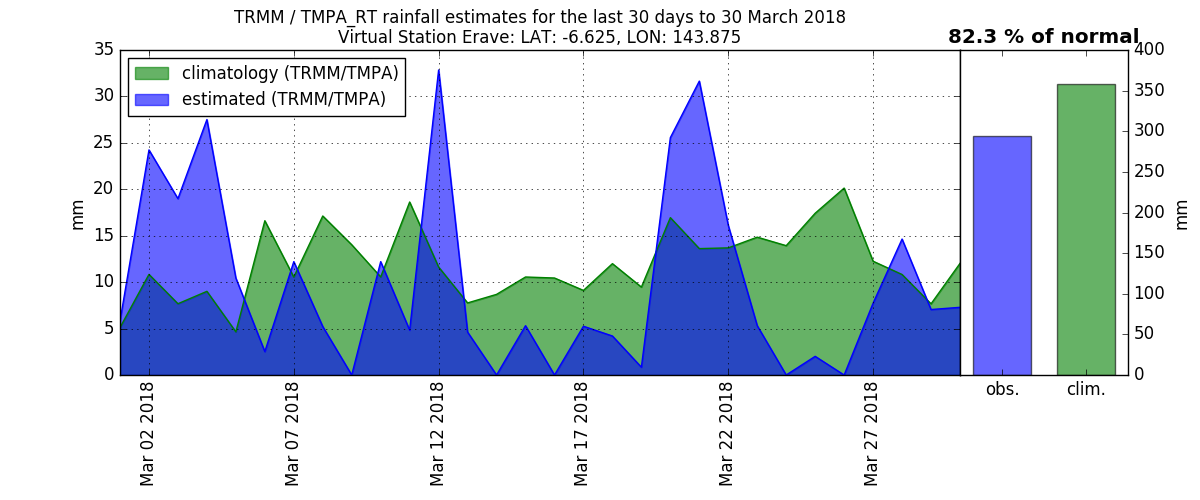 TRMM / TMPA_RT rainfall estimates for the last 30 days to 30 March 2018
Virtual Station Erave: LAT: -6.625, LON: 143.875
82.3 % of normal
climatology (TRMM/TMPA)
estimated (TRMM/TMPA)
mm
35
30
25
20
15
10
5
0
Mar 02 2018
Mar 07 2018
Mar 12 2018
Mar 17 2018
Mar 22 2018
Mar 27 2018
obs.
clim.
400
350
300
250
200
150
100
50
0
mm